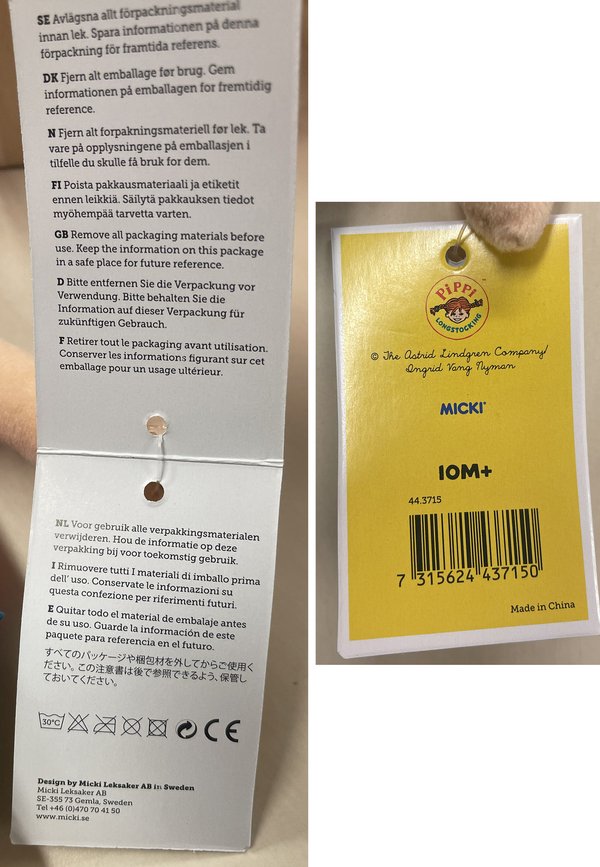 SE Avlägsna allt förpackningsmaterial
innan lek. Spara informationen på denna
förpackning för framtida referens.
DK Fjern alt emballage før brug. Gem
informationen på emballagen for fremtidig
reference.
N Fjern alt forpakningsmateriell før lek. Ta
vare på opplysningene på emballasjen i
tilfelle du skulle få bruk for dem.
FI Poista pakkausmateriaali ja etiketit
ennen leikkiä. Säilytä pakkauksen tiedot
myöhempää tarvetta varten.
GB Remove all packaging materials before
use. Keep the information on this package
in a safe place for future reference.
D Bitte entfernen Sie die Verpackung vor
Verwendung. Bitte behalten Sie die
Information auf dieser Verpackung für
zukünftigen Gebrauch.
F Retirer tout le packaging avant utilisation.
Conserver les informations figurant sur cet
emballage pour un usage ultérieur.
NL Voor gebruik alle verpakkingsmaterialen
verwijderen. Hou de informatie op deze
verpakking bij voor toekomstig gebruik.
I Rimuovere tutti I materiali di imballo prima
dell' uso. Conservate le informazioni su
questa confezione per riferimenti futuri.
E Quitar todo el material de embalaje antes
de su uso. Guarde la información de este
paquete para referencia en el futuro.
すべてのパッケージや梱包材を外してからご使用く
ださい。この注意書は後で参照できるよう、保管し
ておいてください。
30°C
CE
Design by Micki Leksaker AB in Sweden
Micki Leksaker AB
SE-355 73 Gemla, Sweden
Tel +46 (0)470 70 41 50
www.micki.se
PIPPI
LONGSTOCKING
™
© The Astrid Lindgren Company/
Ingrid Vang Nyman
MICKI®
10M+
44.3715
7 315624 437150
Made in China